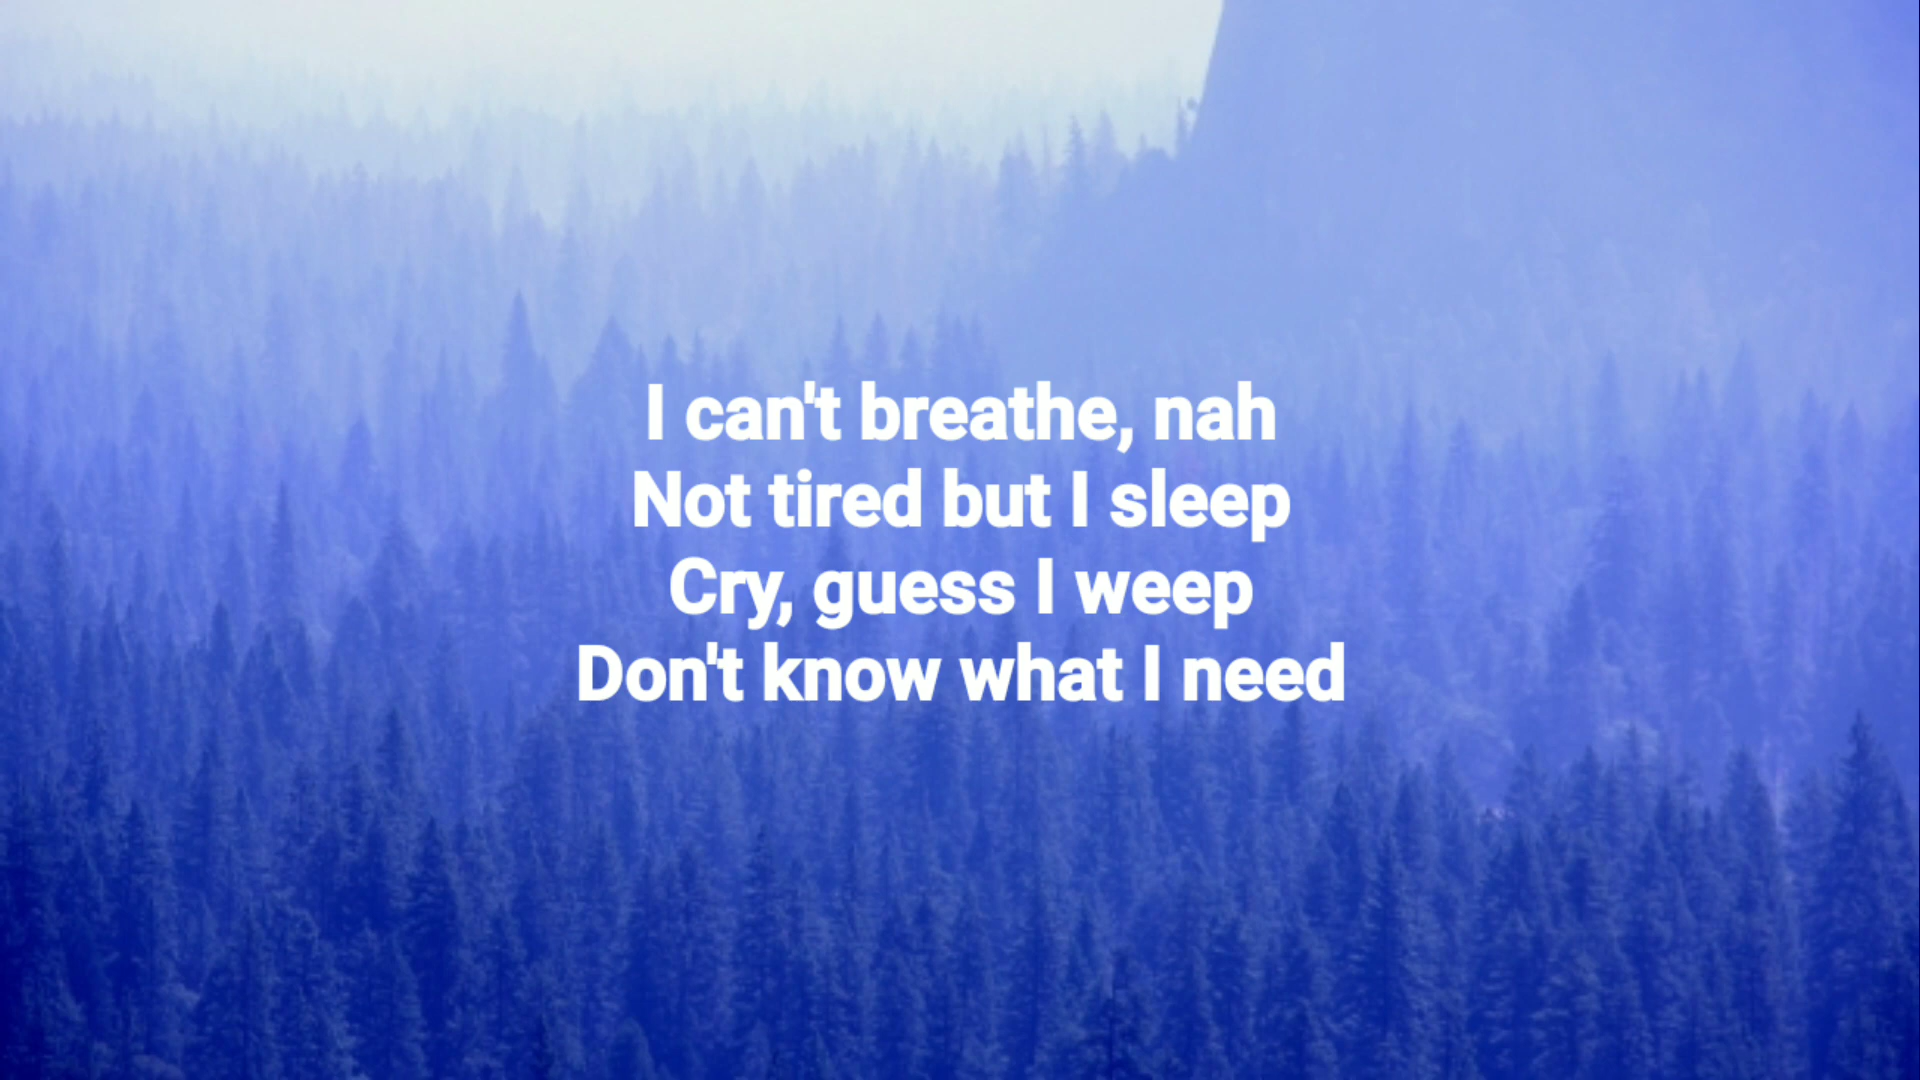 I can't breathe, nah
Not tired but I sleep
Cry, guess I weep
Don't know what I need